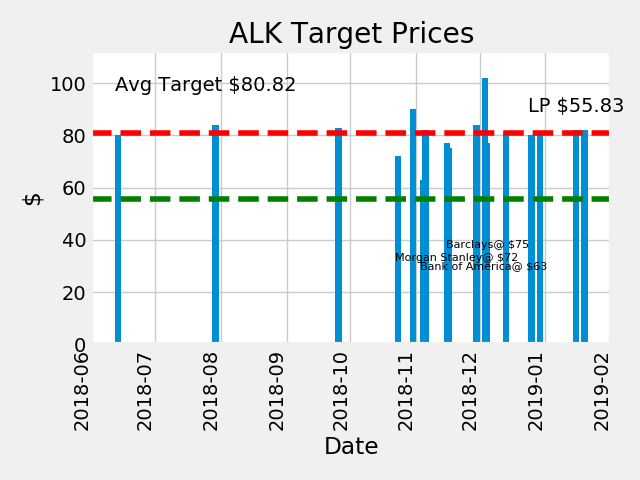 ALK Target Prices
Avg Target $80.82
LP $55.83
100
80
60
40
20
0
$
Barclays@ $75
Morgan Stanley@ $72
Bank of America@ $63
2018-06
2018-07
2018-08
2018-09
2018-10
2018-11
2018-12
2019-01
2019-02
Date